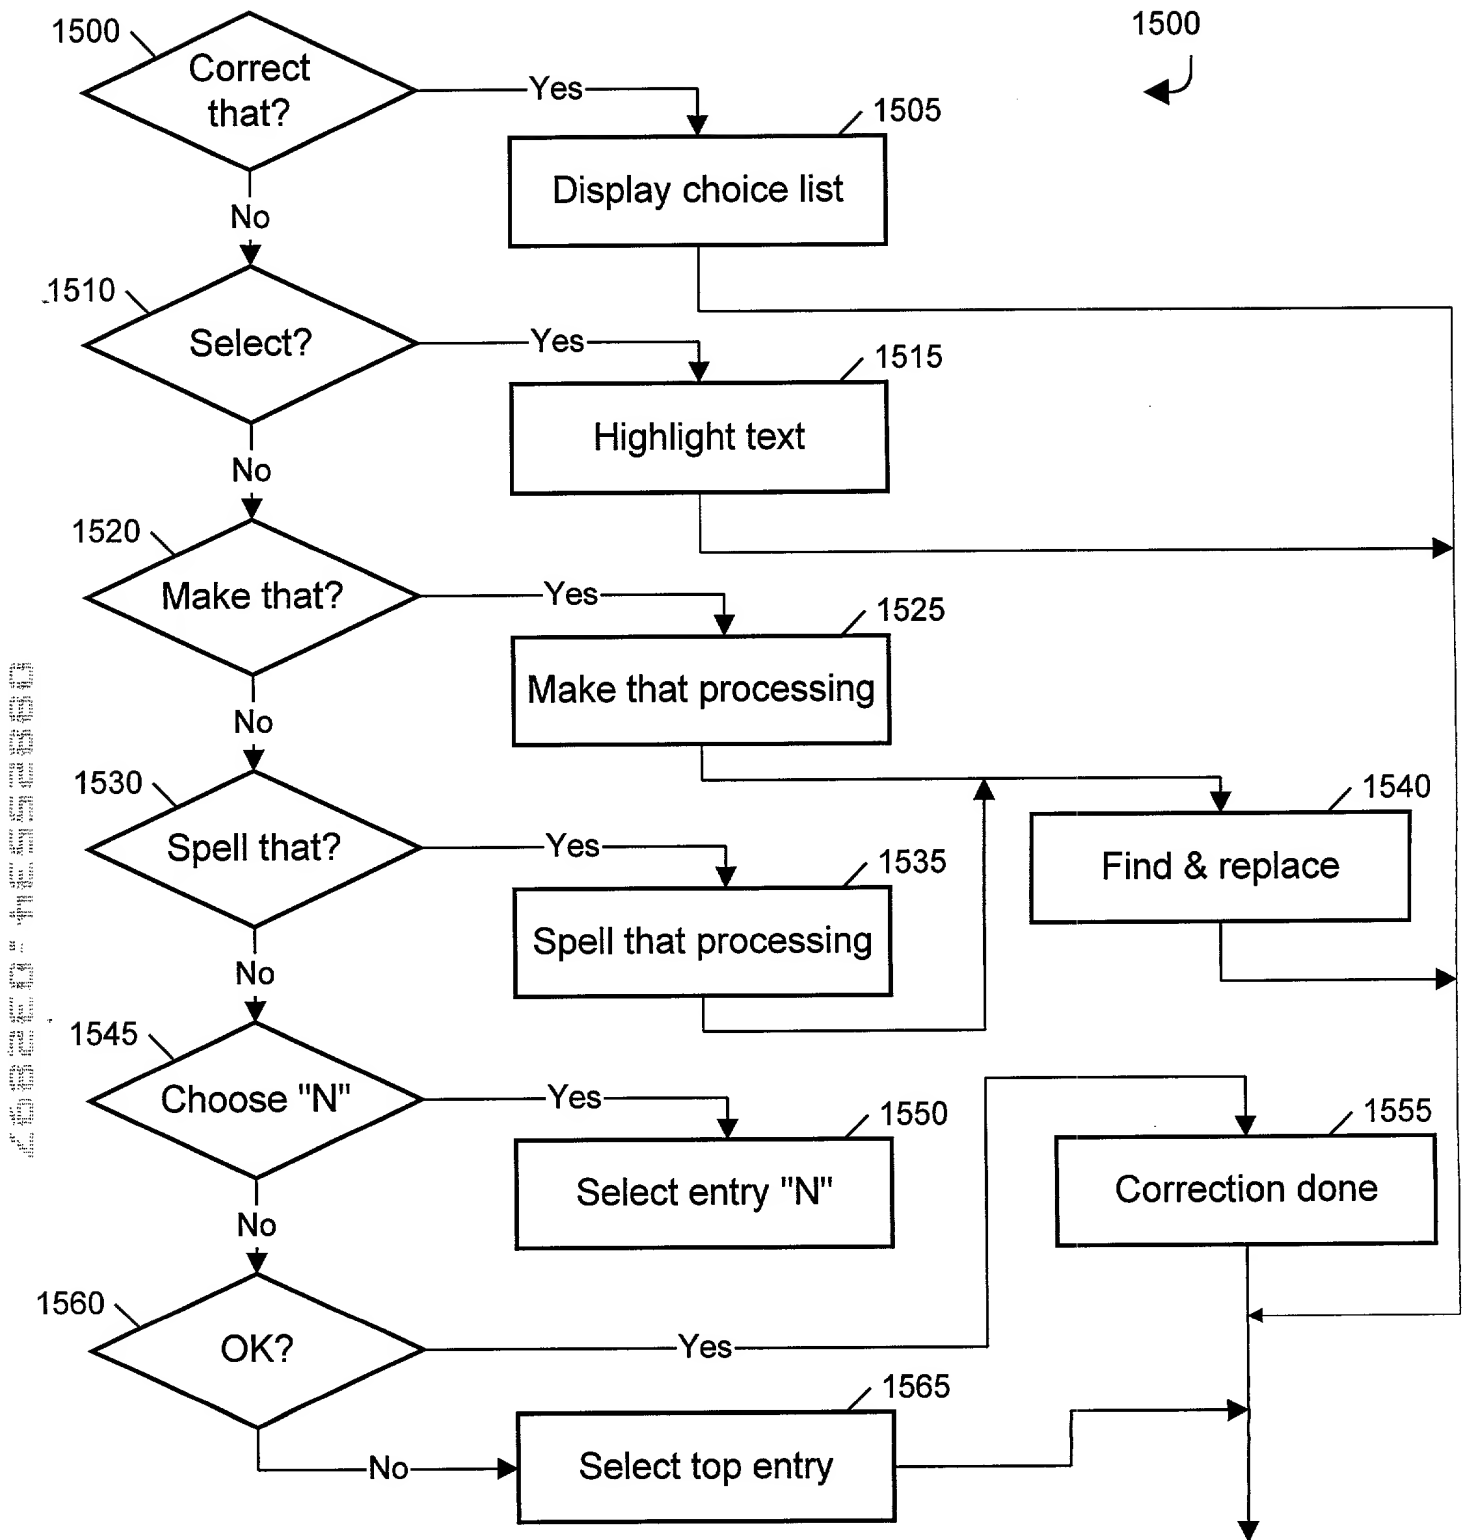 1500
1500
Correct
that?
Yes
1505
Display choice list
No
1510
Select?
Yes
1515
Highlight text
No
1520
Make that?
Yes
1525
Make that processing
No
1530
Spell that?
Yes
1535
Spell that processing
1540
Find & replace
No
1545
Choose "N"
Yes
1550
Select entry "N"
1555
Correction done
No
1560
OK?
Yes
1565
No
Select top entry